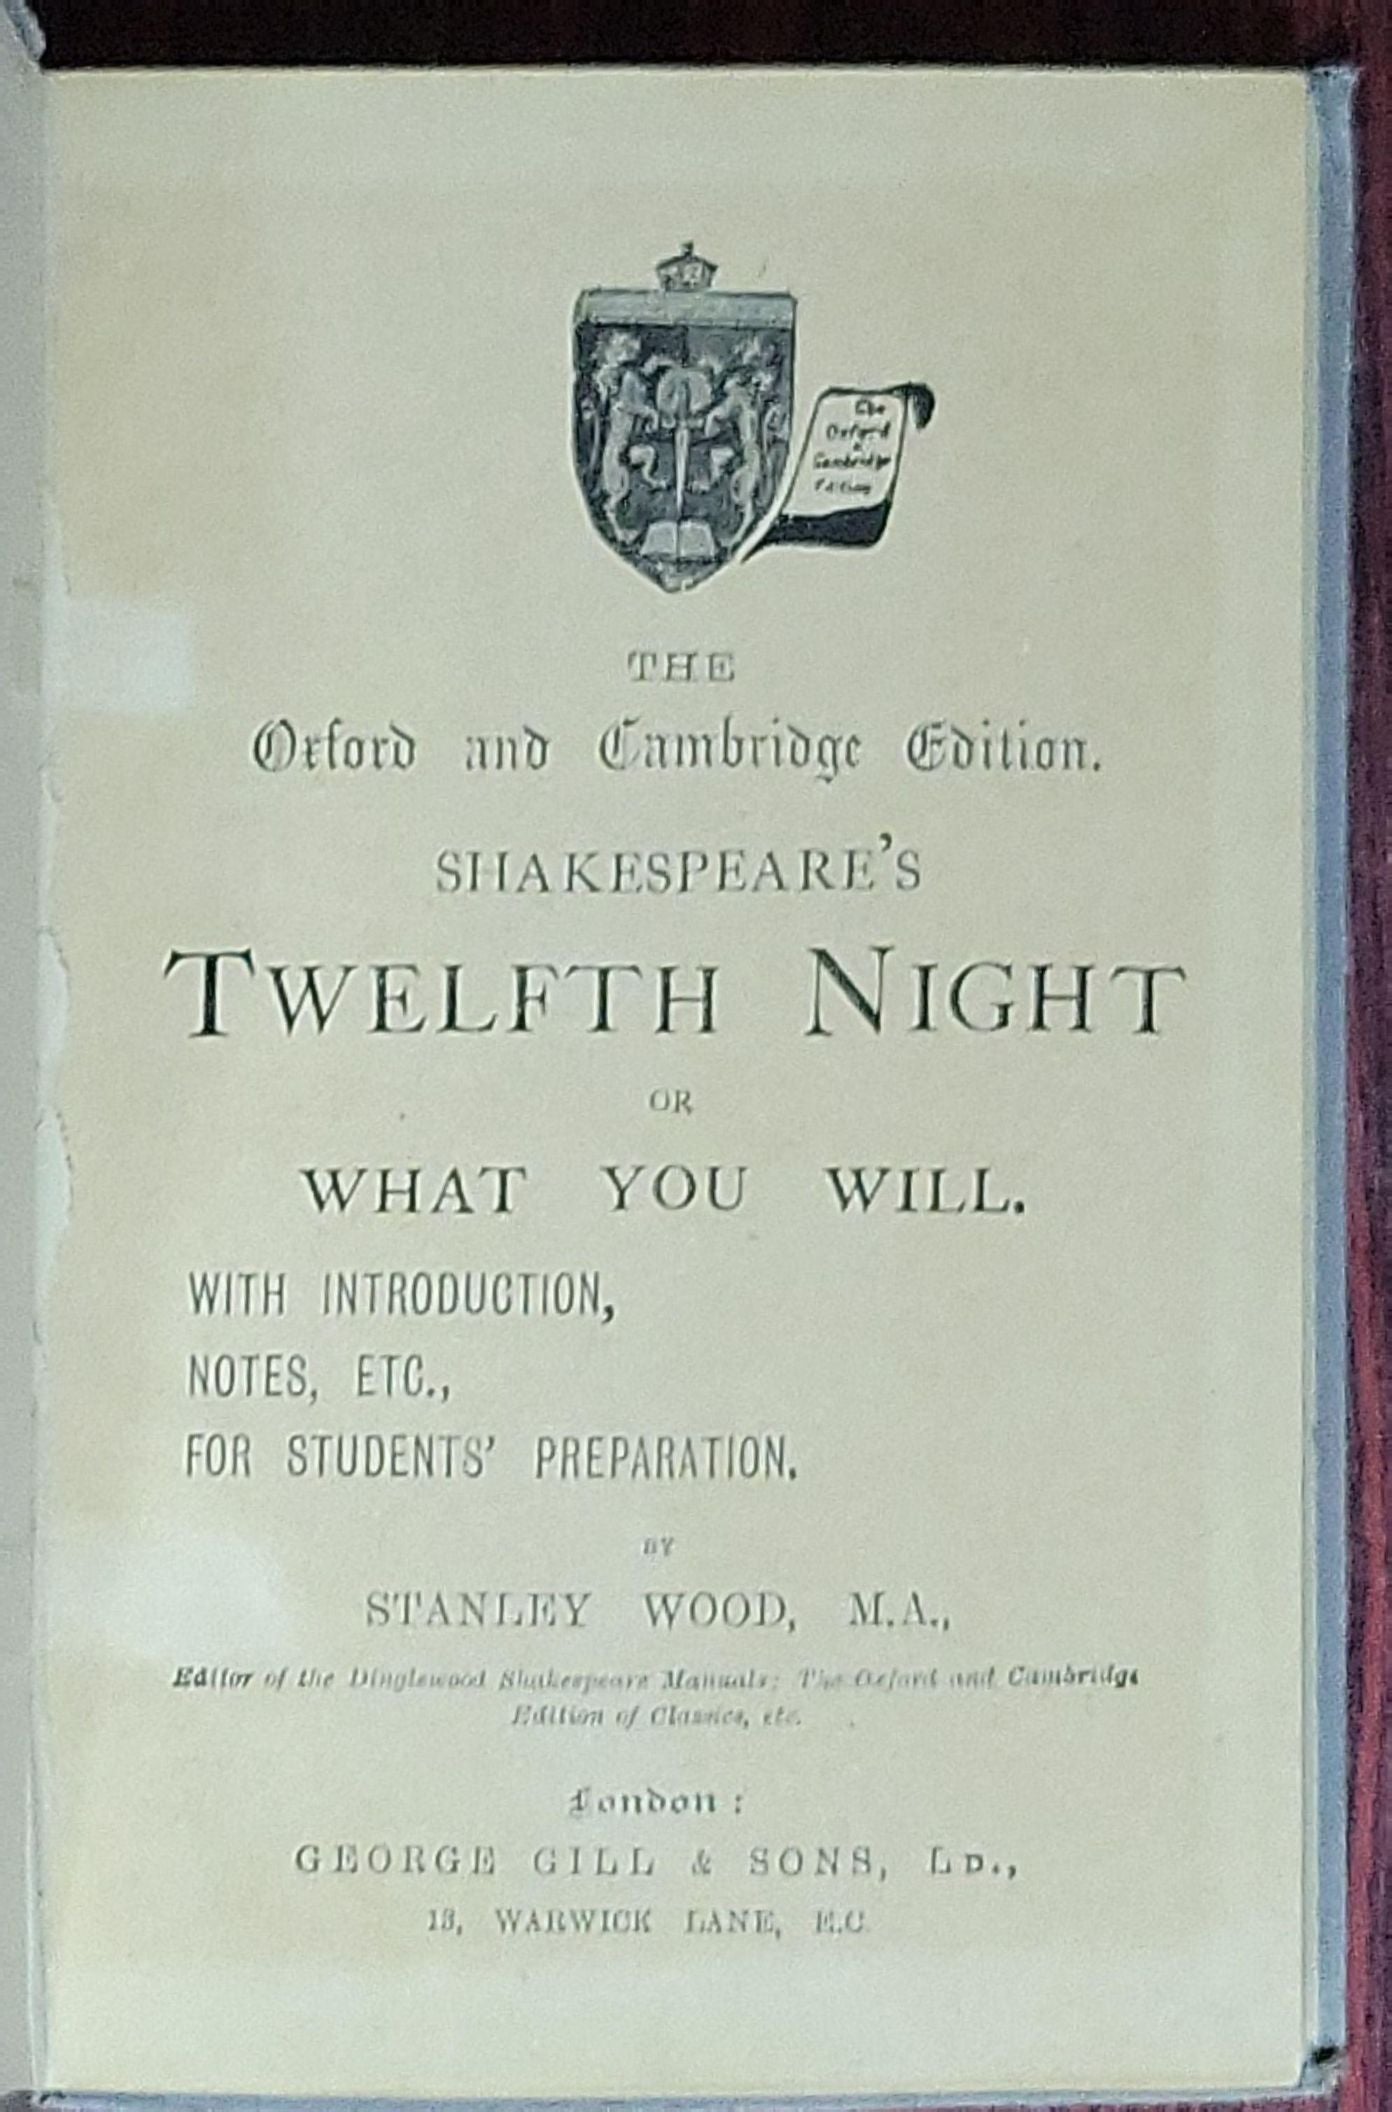 The
Oxford
&
Cambridge
Edition
THE
Oxford and Cambridge Edition.
SHAKESPEARE'S
TWELFTH NIGHT
OR
WHAT YOU WILL.
WITH INTRODUCTION,
NOTES, ETC.,
FOR STUDENTS' PREPARATION.
BY
STANLEY WOOD, M.A.,
Editor of the Dinglewood Shakespeare Manuals; The Oxford and Cambridge
Edition of Classics, etc.
London:
GEORGE GILL & SONS, LD.,
13, WARWICK LANE, E.C.